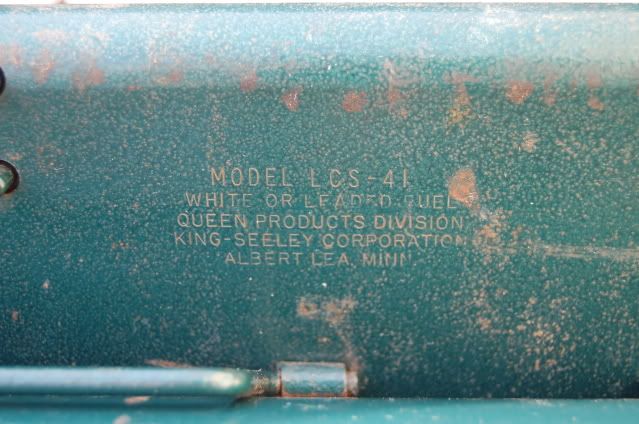 MODEL LCS-41
WHITE OR LEADED FUEL
QUEEN PRODUCTS DIVISION
KING-SEELEY CORPORATION
ALBERT LEA, MINN.